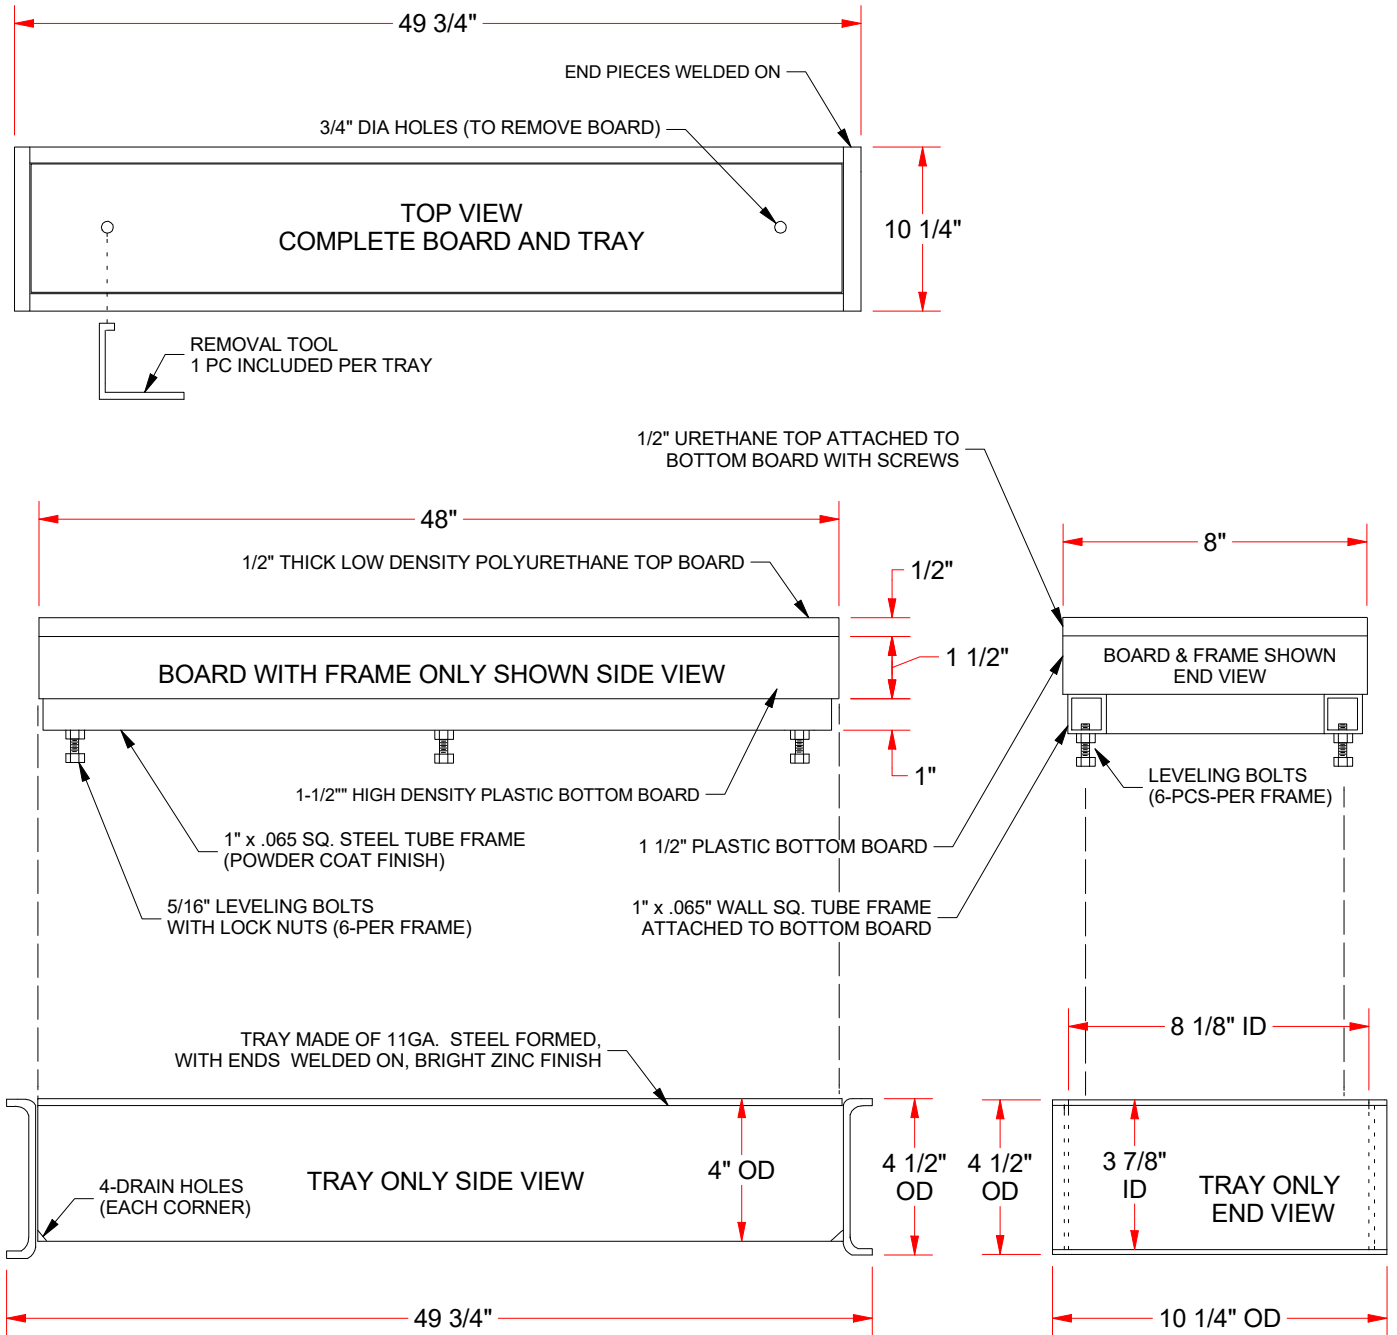 49 3/4"
END PIECES WELDED ON
3/4" DIA HOLES (TO REMOVE BOARD)
TOP VIEW
COMPLETE BOARD AND TRAY
10 1/4"
REMOVAL TOOL
1 PC INCLUDED PER TRAY
1/2" URETHANE TOP ATTACHED TO
BOTTOM BOARD WITH SCREWS
48"
8"
1/2" THICK LOW DENSITY POLYURETHANE TOP BOARD
1/2"
BOARD WITH FRAME ONLY SHOWN SIDE VIEW
1 1/2"
BOARD & FRAME SHOWN
END VIEW
1"
1-1/2"" HIGH DENSITY PLASTIC BOTTOM BOARD
LEVELING BOLTS
(6-PCS-PER FRAME)
1" x .065 SQ. STEEL TUBE FRAME
(POWDER COAT FINISH)
1 1/2" PLASTIC BOTTOM BOARD
5/16" LEVELING BOLTS
WITH LOCK NUTS (6-PER FRAME)
1" x .065" WALL SQ. TUBE FRAME
ATTACHED TO BOTTOM BOARD
8 1/8" ID
TRAY MADE OF 11GA. STEEL FORMED,
WITH ENDS WELDED ON, BRIGHT ZINC FINISH
4-DRAIN HOLES
(EACH CORNER)
TRAY ONLY SIDE VIEW
4" OD
4 1/2"
OD
4 1/2"
OD
3 7/8"
ID
TRAY ONLY
END VIEW
49 3/4"
10 1/4" OD